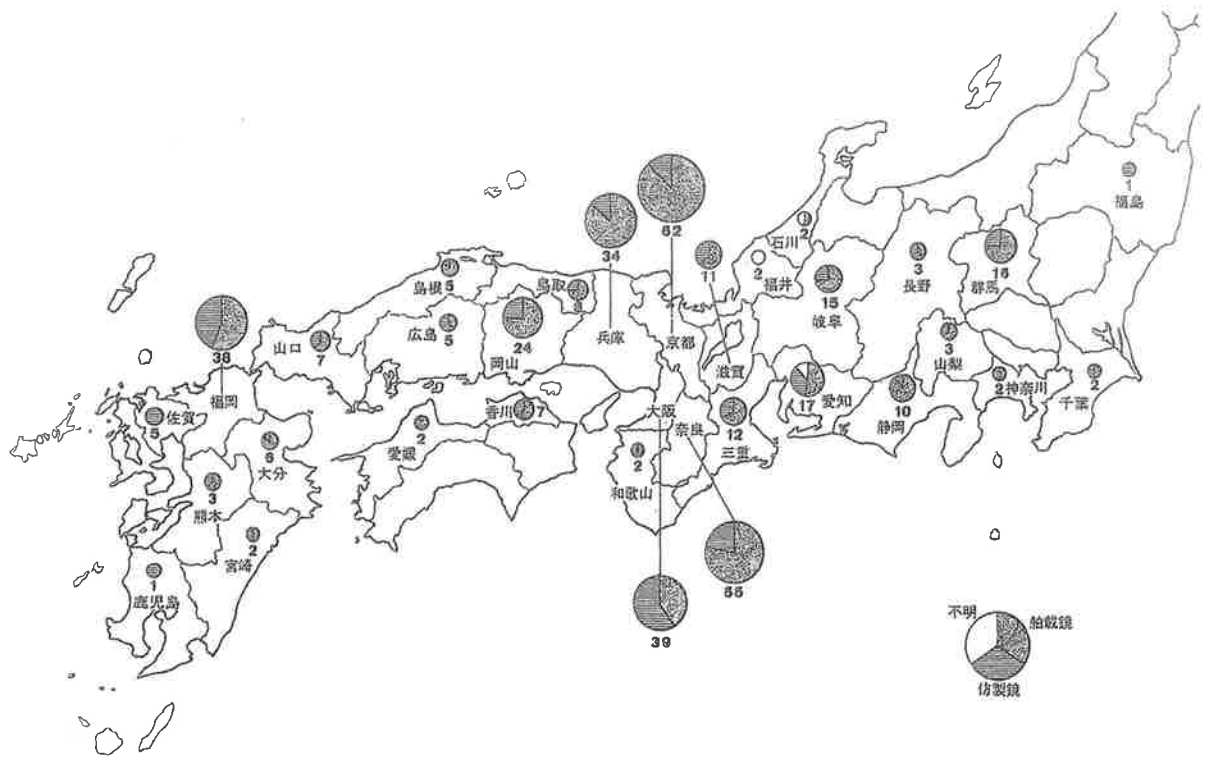 1
福島
62
34
石川
2
11
2
福井
3
長野
16
群馬
島根
5
鳥取
3
15
岐阜
38
福岡
山口
7
広島
5
24
岡山
兵庫
京都
滋賀
3
山梨
2
神奈川
2
千葉
17
愛知
10
静岡
5
佐賀
6
大分
2
愛媛
香川
7
大阪
奈良
12
三重
2
和歌山
3
熊本
2
宮崎
1
鹿児島
39
不明
舶載鏡
仿製鏡